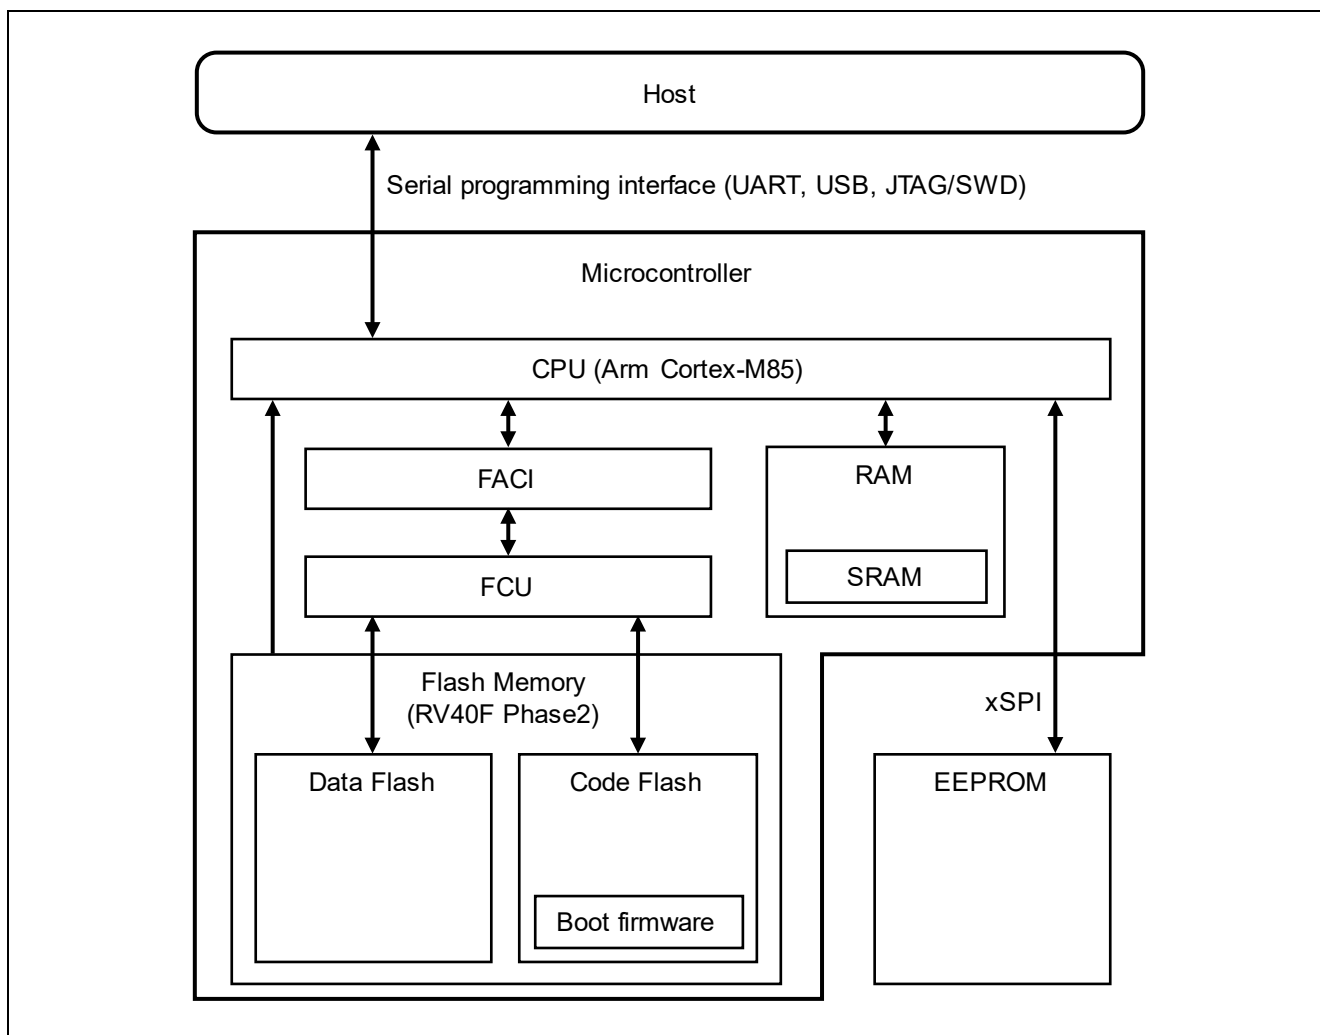 Host
Serial programming interface (UART, USB, JTAG/SWD)
Microcontroller
CPU (Arm Cortex-M85)
FACI
RAM
SRAM
FCU
Flash Memory
(RV40F Phase2)
xSPI
Data Flash
Code Flash
EEPROM
Boot firmware